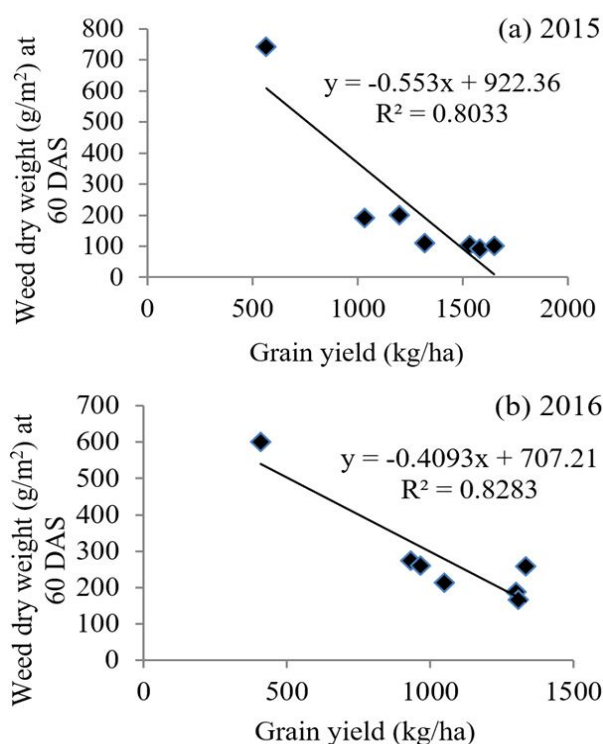 (a) 2015
y = -0.553x + 922.36
R² = 0.8033
Weed dry weight (g/m²) at
60 DAS
800
700
600
500
400
300
200
100
0
0 500 1000 1500 2000
Grain yield (kg/ha)
(b) 2016
y = -0.4093x + 707.21
R² = 0.8283
Weed dry weight (g/m²) at
60 DAS
700
600
500
400
300
200
100
0
0 500 1000 1500
Grain yield (kg/ha)